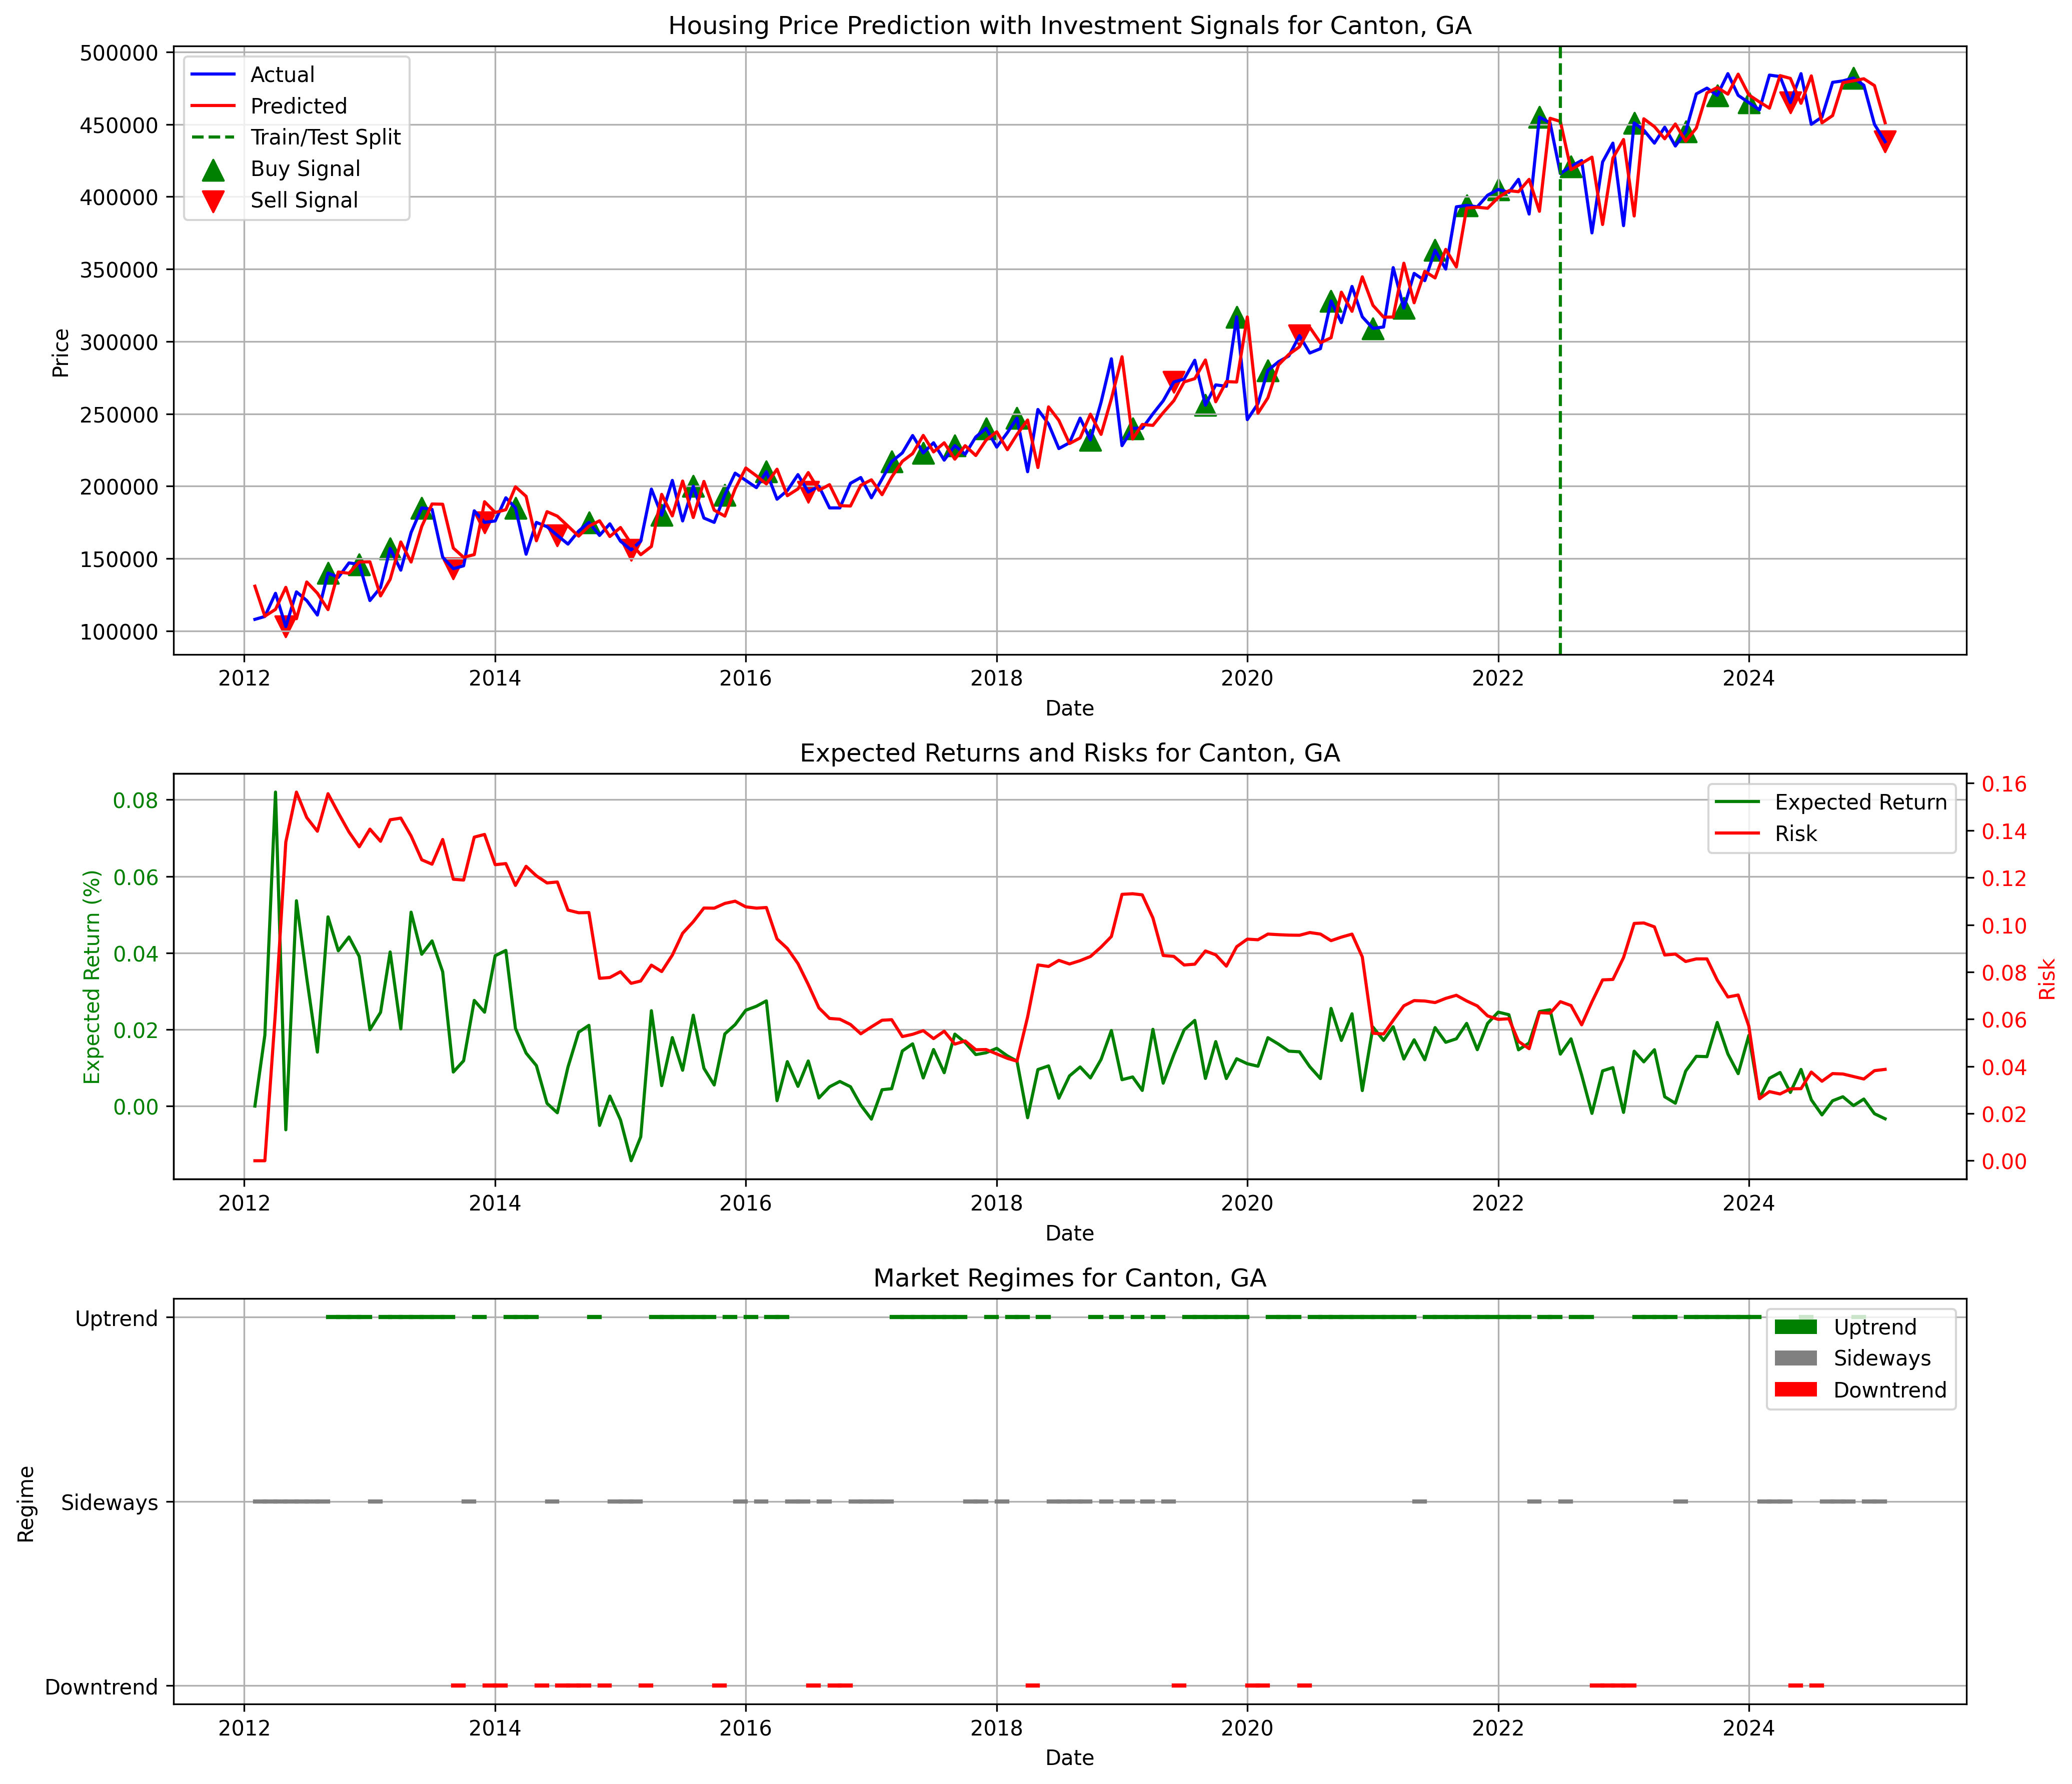 Housing Price Prediction with Investment Signals for Canton, GA
500000
450000
400000
350000
300000
250000
200000
150000
100000
Price
Actual
Predicted
Train/Test Split
Buy Signal
Sell Signal
2012 2014 2016 2018 2020 2022 2024
Date
Expected Returns and Risks for Canton, GA
0.08
0.06
0.04
0.02
0.00
Expected Return (%)
Expected Return
Risk
0.16
0.14
0.12
0.10
0.08
0.06
0.04
0.02
0.00
Risk
2012 2014 2016 2018 2020 2022 2024
Date
Market Regimes for Canton, GA
Uptrend
Sideways
Downtrend
Regime
Uptrend
Sideways
Downtrend
2012 2014 2016 2018 2020 2022 2024
Date